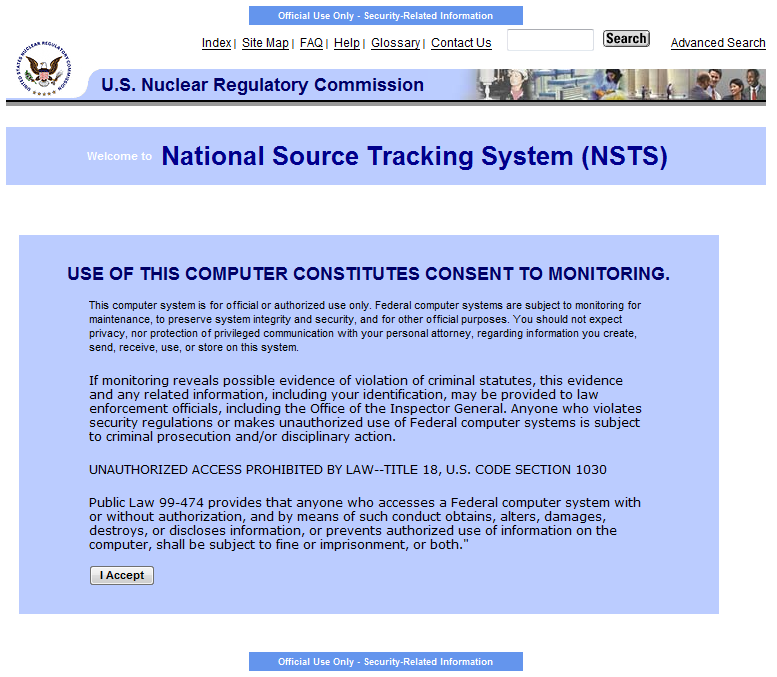 Official Use Only - Security-Related Information
Index | Site Map | FAQ | Help | Glossary | Contact Us Search Advanced Search
UNITED STATES NUCLEAR REGULATORY COMMISSION
U.S. Nuclear Regulatory Commission
Welcome to National Source Tracking System (NSTS)
USE OF THIS COMPUTER CONSTITUTES CONSENT TO MONITORING.
This computer system is for official or authorized use only. Federal computer systems are subject to monitoring for
maintenance, to preserve system integrity and security, and for other official purposes. You should not expect
privacy, nor protection of privileged communication with your personal attorney, regarding information you create,
send, receive, use, or store on this system.
If monitoring reveals possible evidence of violation of criminal statutes, this evidence
and any related information, including your identification, may be provided to law
enforcement officials, including the Office of the Inspector General. Anyone who violates
security regulations or makes unauthorized use of Federal computer systems is subject
to criminal prosecution and/or disciplinary action.
UNAUTHORIZED ACCESS PROHIBITED BY LAW--TITLE 18, U.S. CODE SECTION 1030
Public Law 99-474 provides that anyone who accesses a Federal computer system with
or without authorization, and by means of such conduct obtains, alters, damages,
destroys, or discloses information, or prevents authorized use of information on the
computer, shall be subject to fine or imprisonment, or both."
I Accept
Official Use Only - Security-Related Information